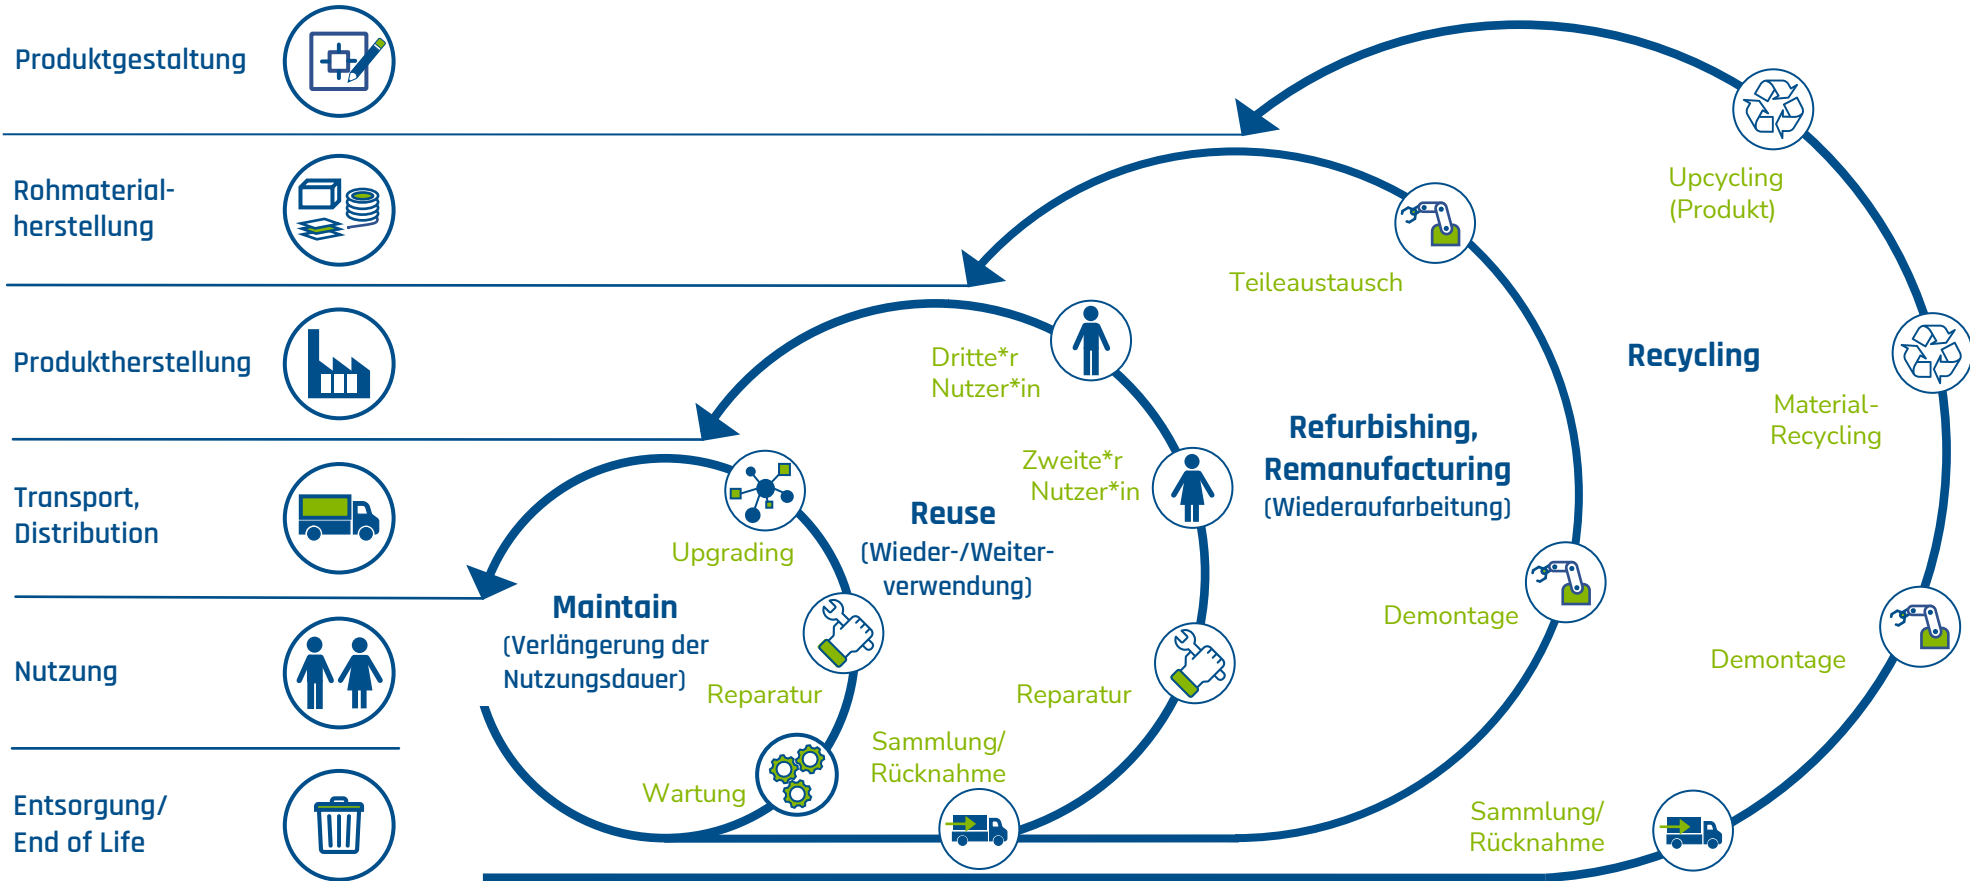 Produktgestaltung
Rohmaterial-
herstellung
Produktherstellung
Transport,
Distribution
Nutzung
Entsorgung/
End of Life
Maintain
(Verlängerung der
Nutzungsdauer)
Upgrading
Reparatur
Wartung
Reuse
(Wieder-/Weiter-
verwendung)
Dritte*r
Nutzer*in
Zweite*r
Nutzer*in
Reparatur
Sammlung/
Rücknahme
Refurbishing,
Remanufacturing
(Wiederaufarbeitung)
Teileaustausch
Demontage
Recycling
Upcycling
(Produkt)
Material-
Recycling
Demontage
Sammlung/
Rücknahme